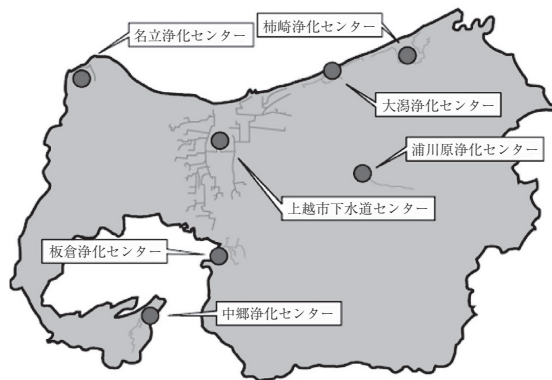 名立浄化センター
柿崎浄化センター
大潟浄化センター
浦川原浄化センター
上越市下水道センター
板倉浄化センター
中郷浄化センター